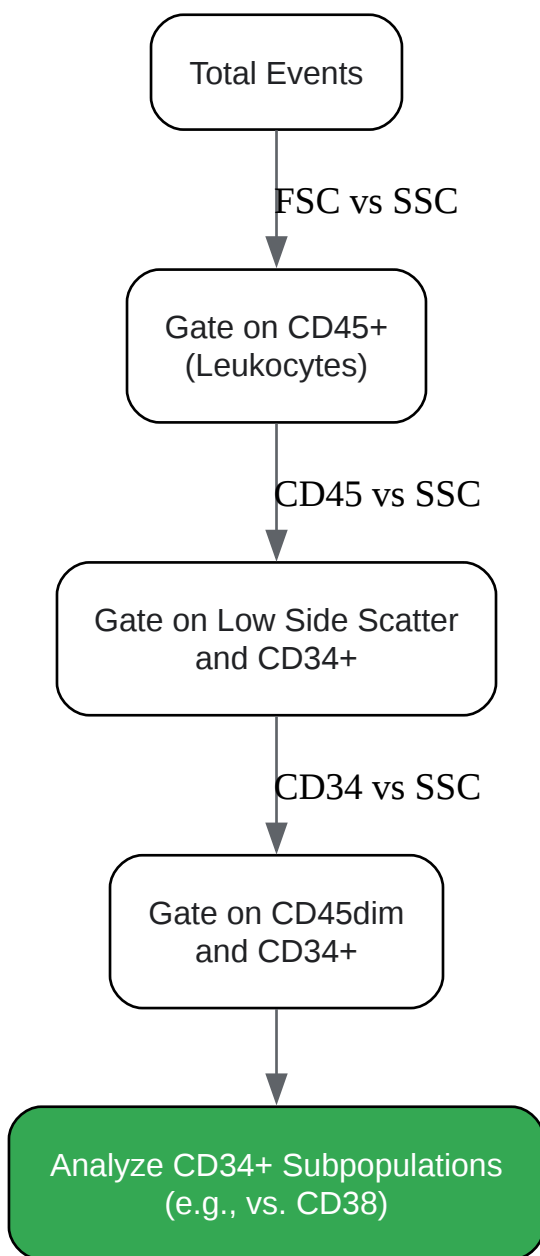 Total Events
FSC vs SSC
Gate on CD45+
(Leukocytes)
CD45 vs SSC
Gate on Low Side Scatter
and CD34+
CD34 vs SSC
Gate on CD45dim
and CD34+
Analyze CD34+ Subpopulations
(e.g., vs. CD38)